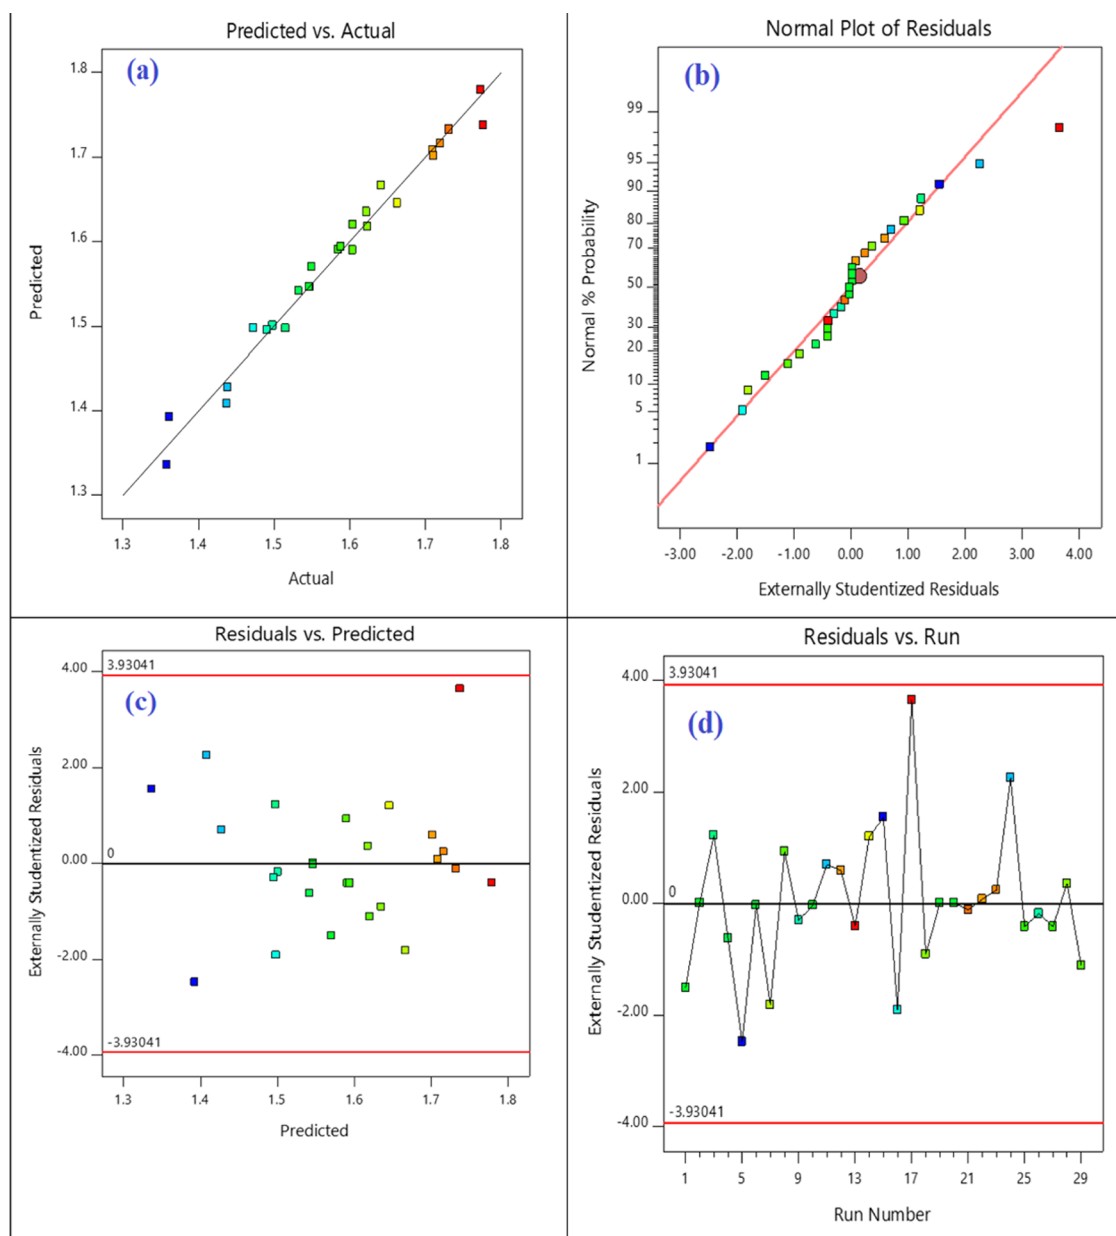 Predicted vs. Actual
(a)
Predicted
1.8
1.7
1.6
1.5
1.4
1.3
1.3 1.4 1.5 1.6 1.7 1.8
Actual
Normal Plot of Residuals
(b)
Normal % Probability
99
95
90
80
70
50
30
20
10
5
1
-3.00 -2.00 -1.00 0.00 1.00 2.00 3.00 4.00
Externally Studentized Residuals
Residuals vs. Predicted
(c)
Externally Studentized Residuals
4.00
3.93041
2.00
0.00
0
-2.00
-3.93041
-4.00
1.3 1.4 1.5 1.6 1.7 1.8
Predicted
Residuals vs. Run
(d)
Externally Studentized Residuals
4.00
3.93041
2.00
0.00
0
-2.00
-3.93041
-4.00
1 5 9 13 17 21 25 29
Run Number